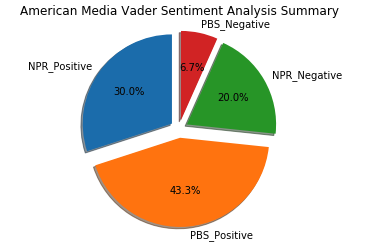 American Media Vader Sentiment Analysis Summary
PBS_Negative
NPR_Positive
6.7%
NPR_Negative
30.0%
20.0%
43.3%
PBS_Positive